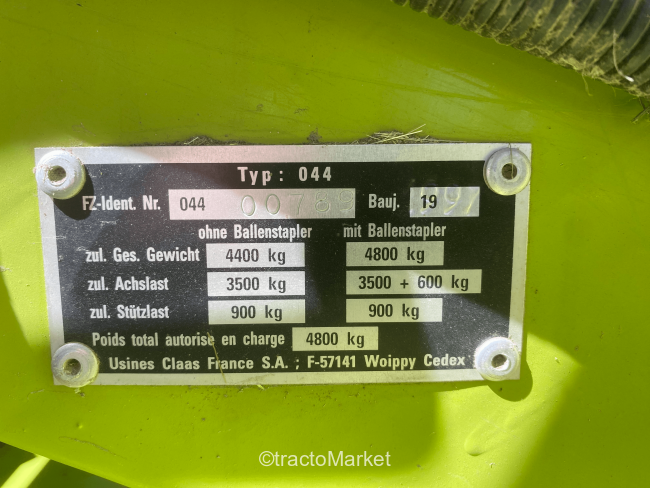 Typ: 044
FZ-Ident. Nr. 044 Bauj. 19
ohne Ballenstapler mit Ballenstapler
zul. Ges. Gewicht 4400 kg 4800 kg
zul. Achslast 3500 kg 3500 + 600 kg
zul. Stützlast 900 kg 900 kg
Poids total autorise en charge 4800 kg
Usines Claas France S.A. ; F-57141 Woippy Cedex
©tractoMarket